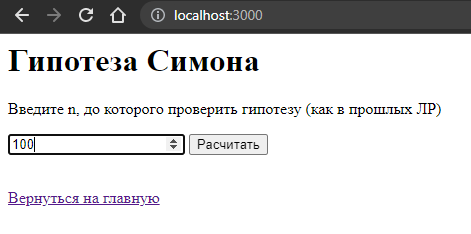 localhost:3000
Гипотеза Симона
Введите n, до которого проверить гипотезу (как в прошлых ЛР)
100 Расчитать
Вернуться на главную